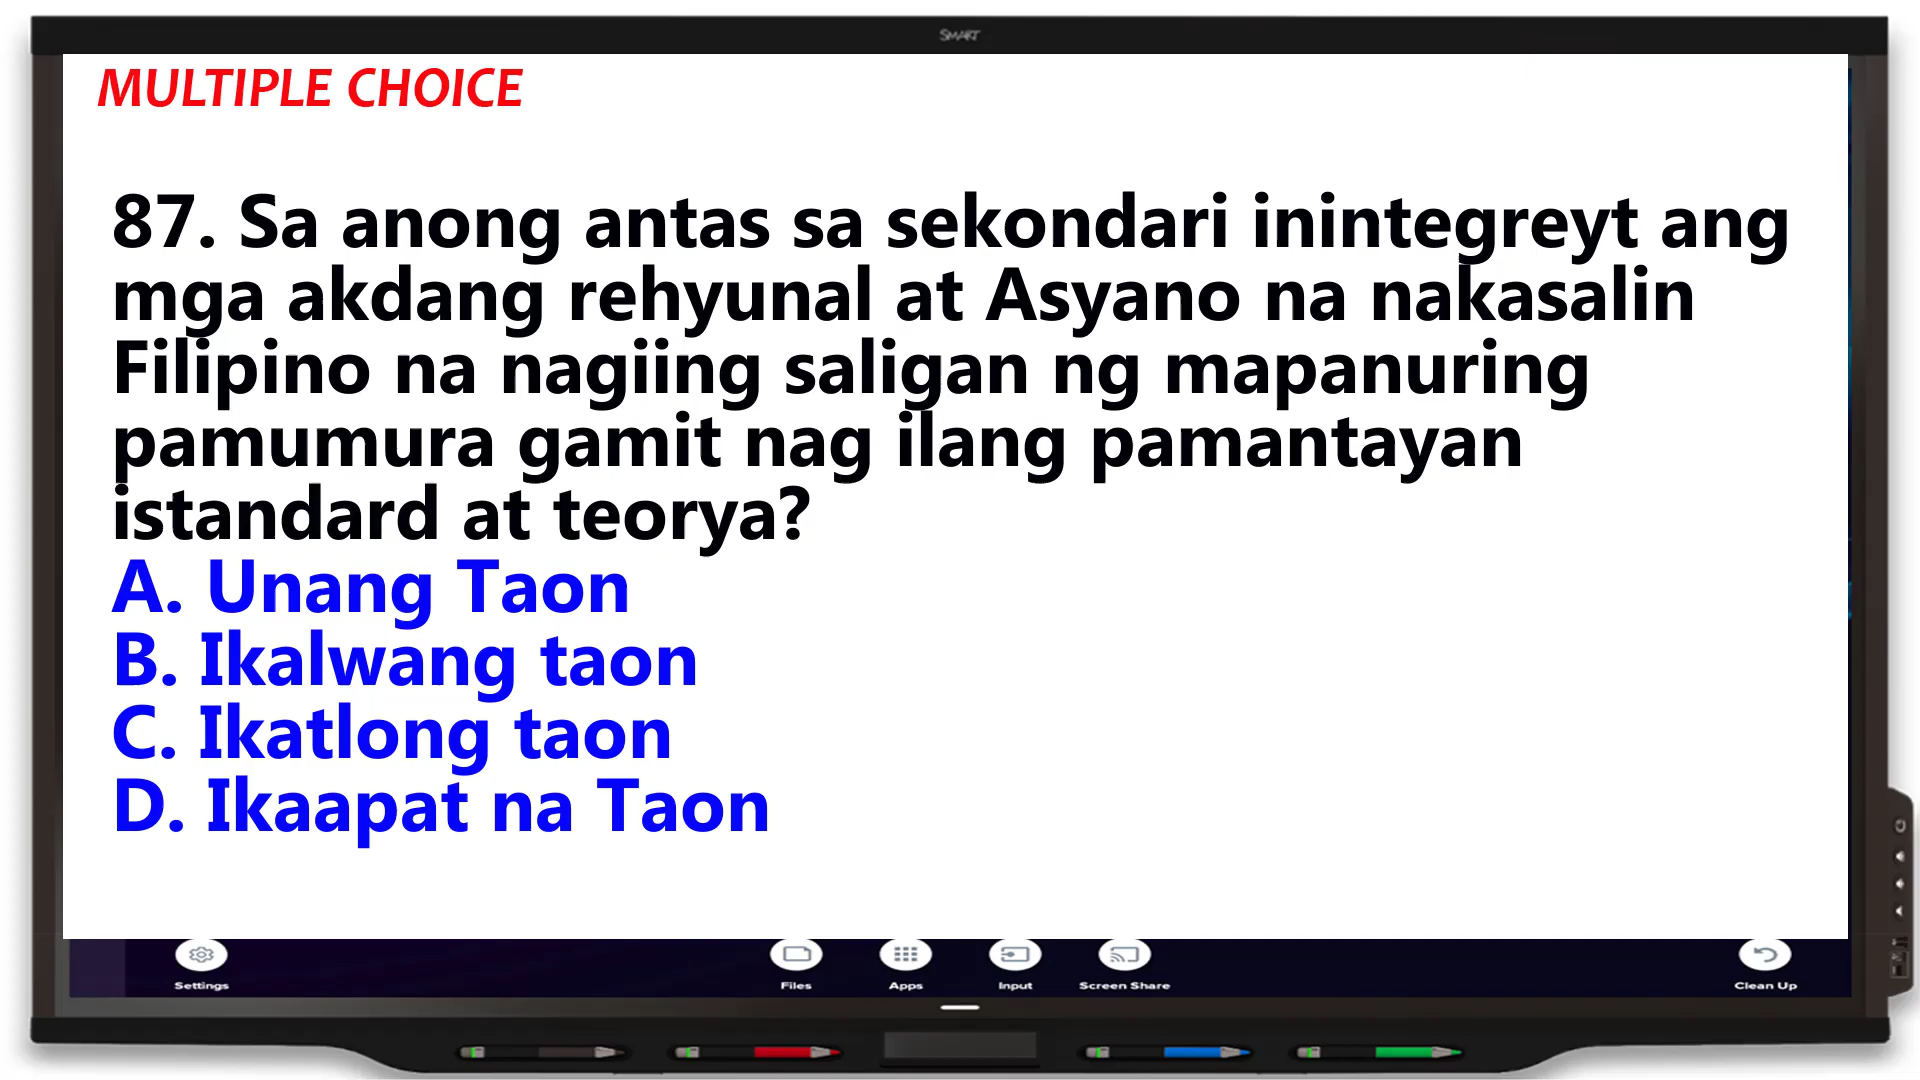 SMART
MULTIPLE CHOICE
87. Sa anong antas sa sekondari inintegreyt ang
mga akdang rehyunal at Asyano na nakasalin
Filipino na nagiing saligan ng mapanuring
pamumura gamit nag ilang pamantayan
istandard at teorya?
A. Unang Taon
B. Ikalwang taon
C. Ikatlong taon
D. Ikaapat na Taon
Settings
Files
Apps
Input
Screen Share
Clean Up